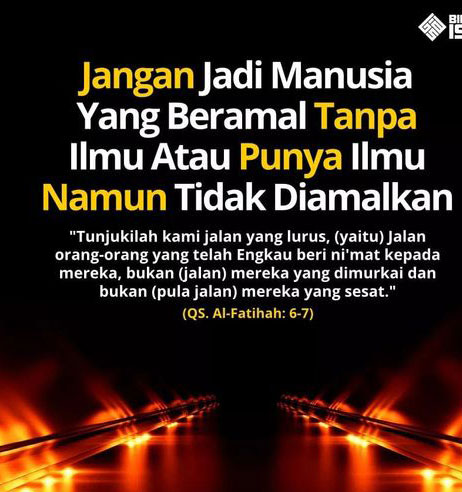 Jangan Jadi Manusia
Yang Beramal Tanpa
Ilmu Atau Punya Ilmu
Namun Tidak Diamalkan
"Tunjukilah kami jalan yang lurus, (yaitu) Jalan
orang-orang yang telah Engkau beri ni'mat kepada
mereka, bukan (jalan) mereka yang dimurkai dan
bukan (pula jalan) mereka yang sesat."
(QS. Al-Fatihah: 6-7)